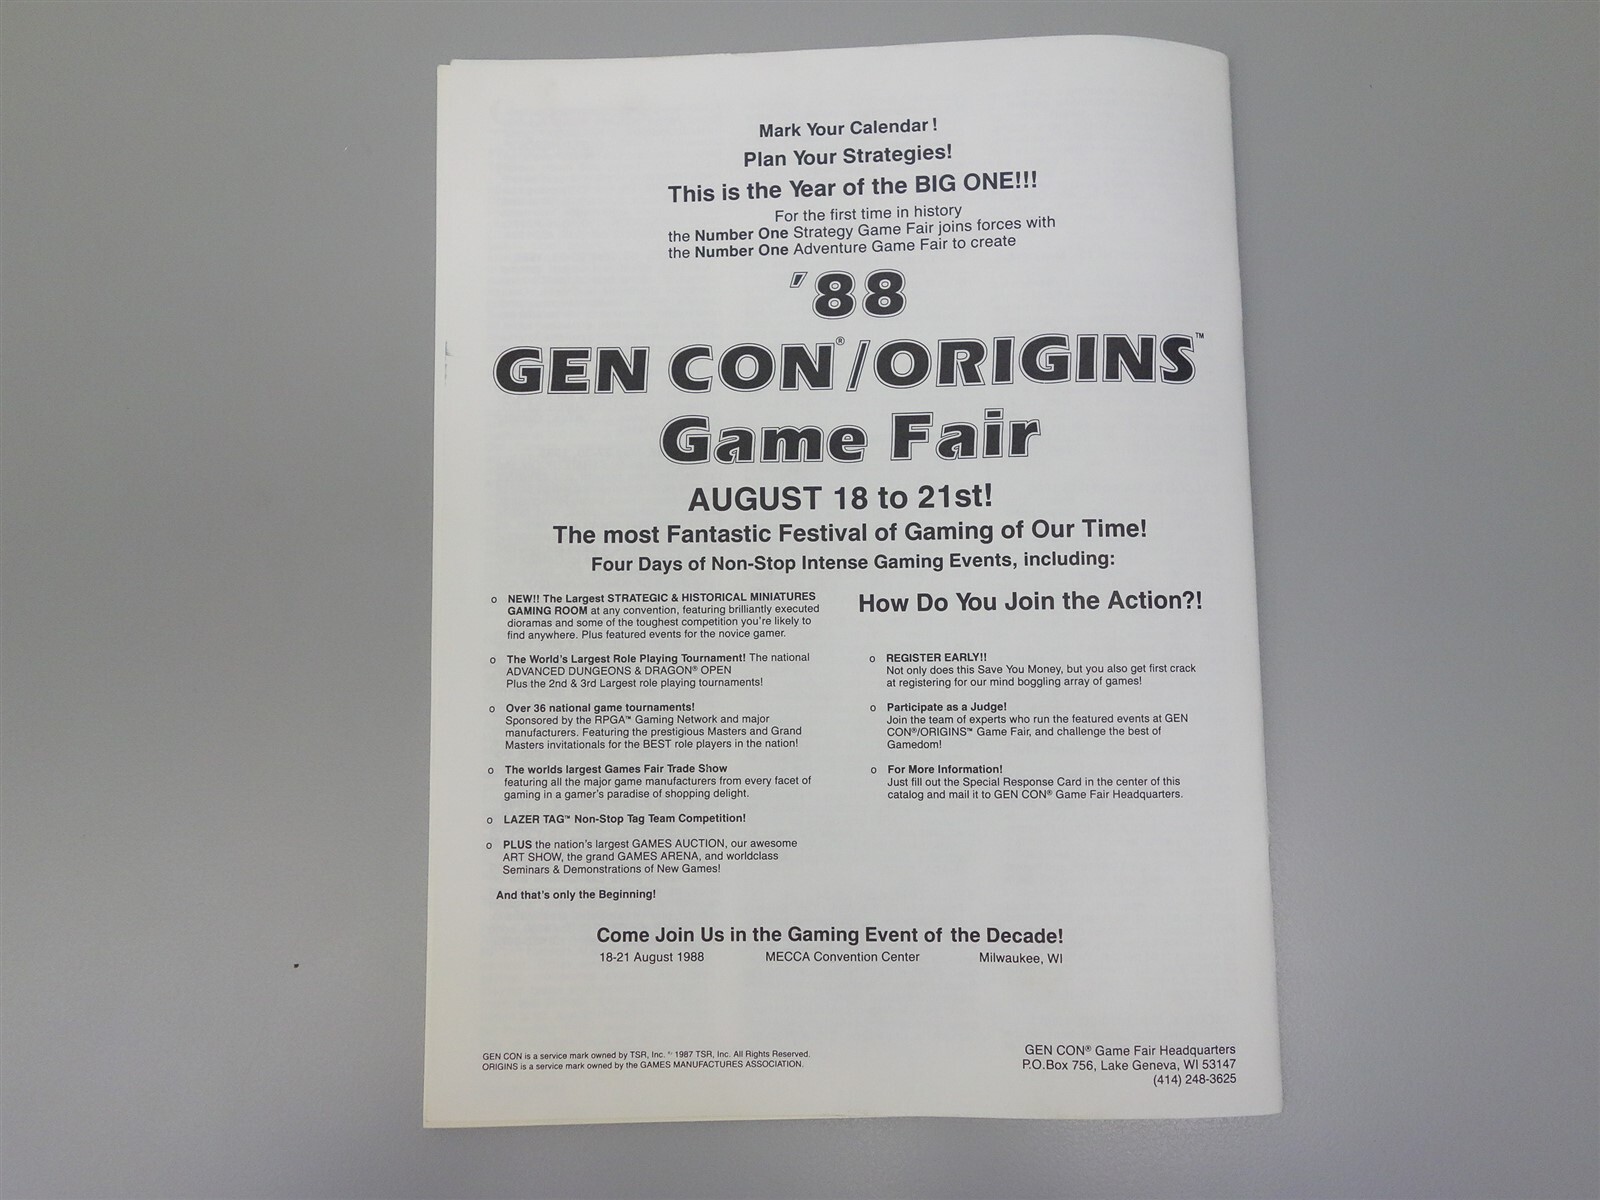 Mark Your Calendar!
Plan Your Strategies!
This is the Year of the BIG ONE!!!
For the first time in history
the Number One Strategy Game Fair joins forces with
the Number One Adventure Game Fair to create
'88
GEN CON®/ORIGINS™
Game Fair
AUGUST 18 to 21st!
The most Fantastic Festival of Gaming of Our Time!
Four Days of Non-Stop Intense Gaming Events, including:
o NEW!! The Largest STRATEGIC & HISTORICAL MINIATURES
GAMING ROOM at any convention, featuring brilliantly executed
dioramas and some of the toughest competition you're likely to
find anywhere. Plus featured events for the novice gamer.
o The World's Largest Role Playing Tournament! The national
ADVANCED DUNGEONS & DRAGON® OPEN
Plus the 2nd & 3rd Largest role playing tournaments!
o Over 36 national game tournaments!
Sponsored by the RPGA™ Gaming Network and major
manufacturers. Featuring the prestigious Masters and Grand
Masters invitationals for the BEST role players in the nation!
o The worlds largest Games Fair Trade Show
featuring all the major game manufacturers from every facet of
gaming in a gamer's paradise of shopping delight.
o LAZER TAG™ Non-Stop Tag Team Competition!
o PLUS the nation's largest GAMES AUCTION, our awesome
ART SHOW, the grand GAMES ARENA, and worldclass
Seminars & Demonstrations of New Games!
And that's only the Beginning!
How Do You Join the Action?!
o REGISTER EARLY!!
Not only does this Save You Money, but you also get first crack
at registering for our mind boggling array of games!
o Participate as a Judge!
Join the team of experts who run the featured events at GEN
CON®/ORIGINS™ Game Fair, and challenge the best of
Gamedom!
o For More Information!
Just fill out the Special Response Card in the center of this
catalog and mail it to GEN CON® Game Fair Headquarters.
Come Join Us in the Gaming Event of the Decade!
18-21 August 1988 MECCA Convention Center Milwaukee, WI
GEN CON is a service mark owned by TSR, Inc. © 1987 TSR, Inc. All Rights Reserved.
ORIGINS is a service mark owned by the GAMES MANUFACTURES ASSOCIATION.
GEN CON® Game Fair Headquarters
P.O.Box 756, Lake Geneva, WI 53147
(414) 248-3625